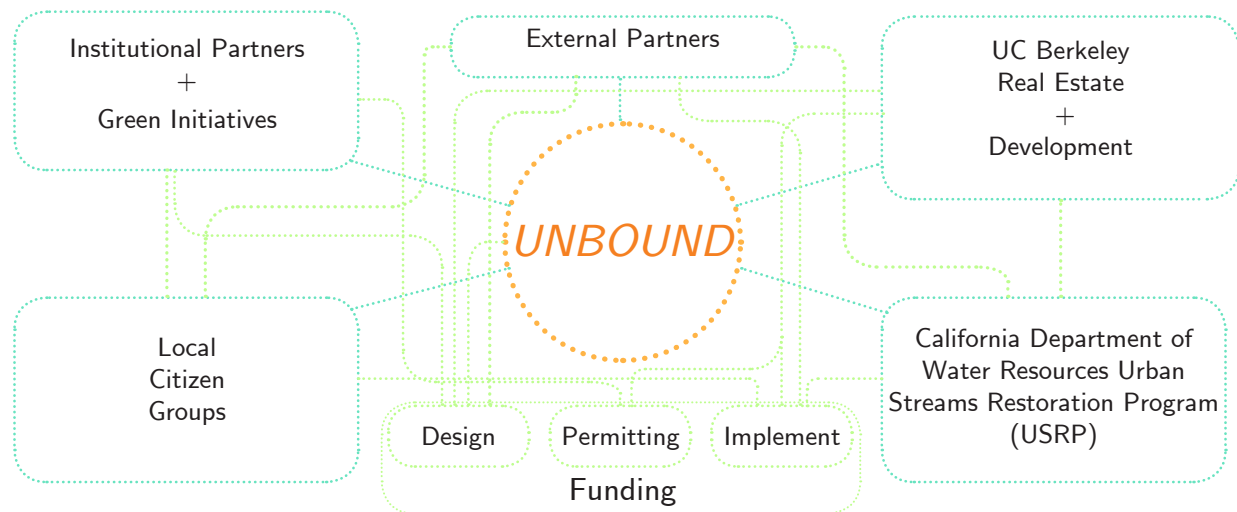 Institutional Partners
+
Green Initiatives
External Partners
UC Berkeley
Real Estate
+
Development
UNBOUND
Local
Citizen
Groups
California Department of
Water Resources Urban
Streams Restoration Program
(USRP)
Design
Permitting
Implement
Funding